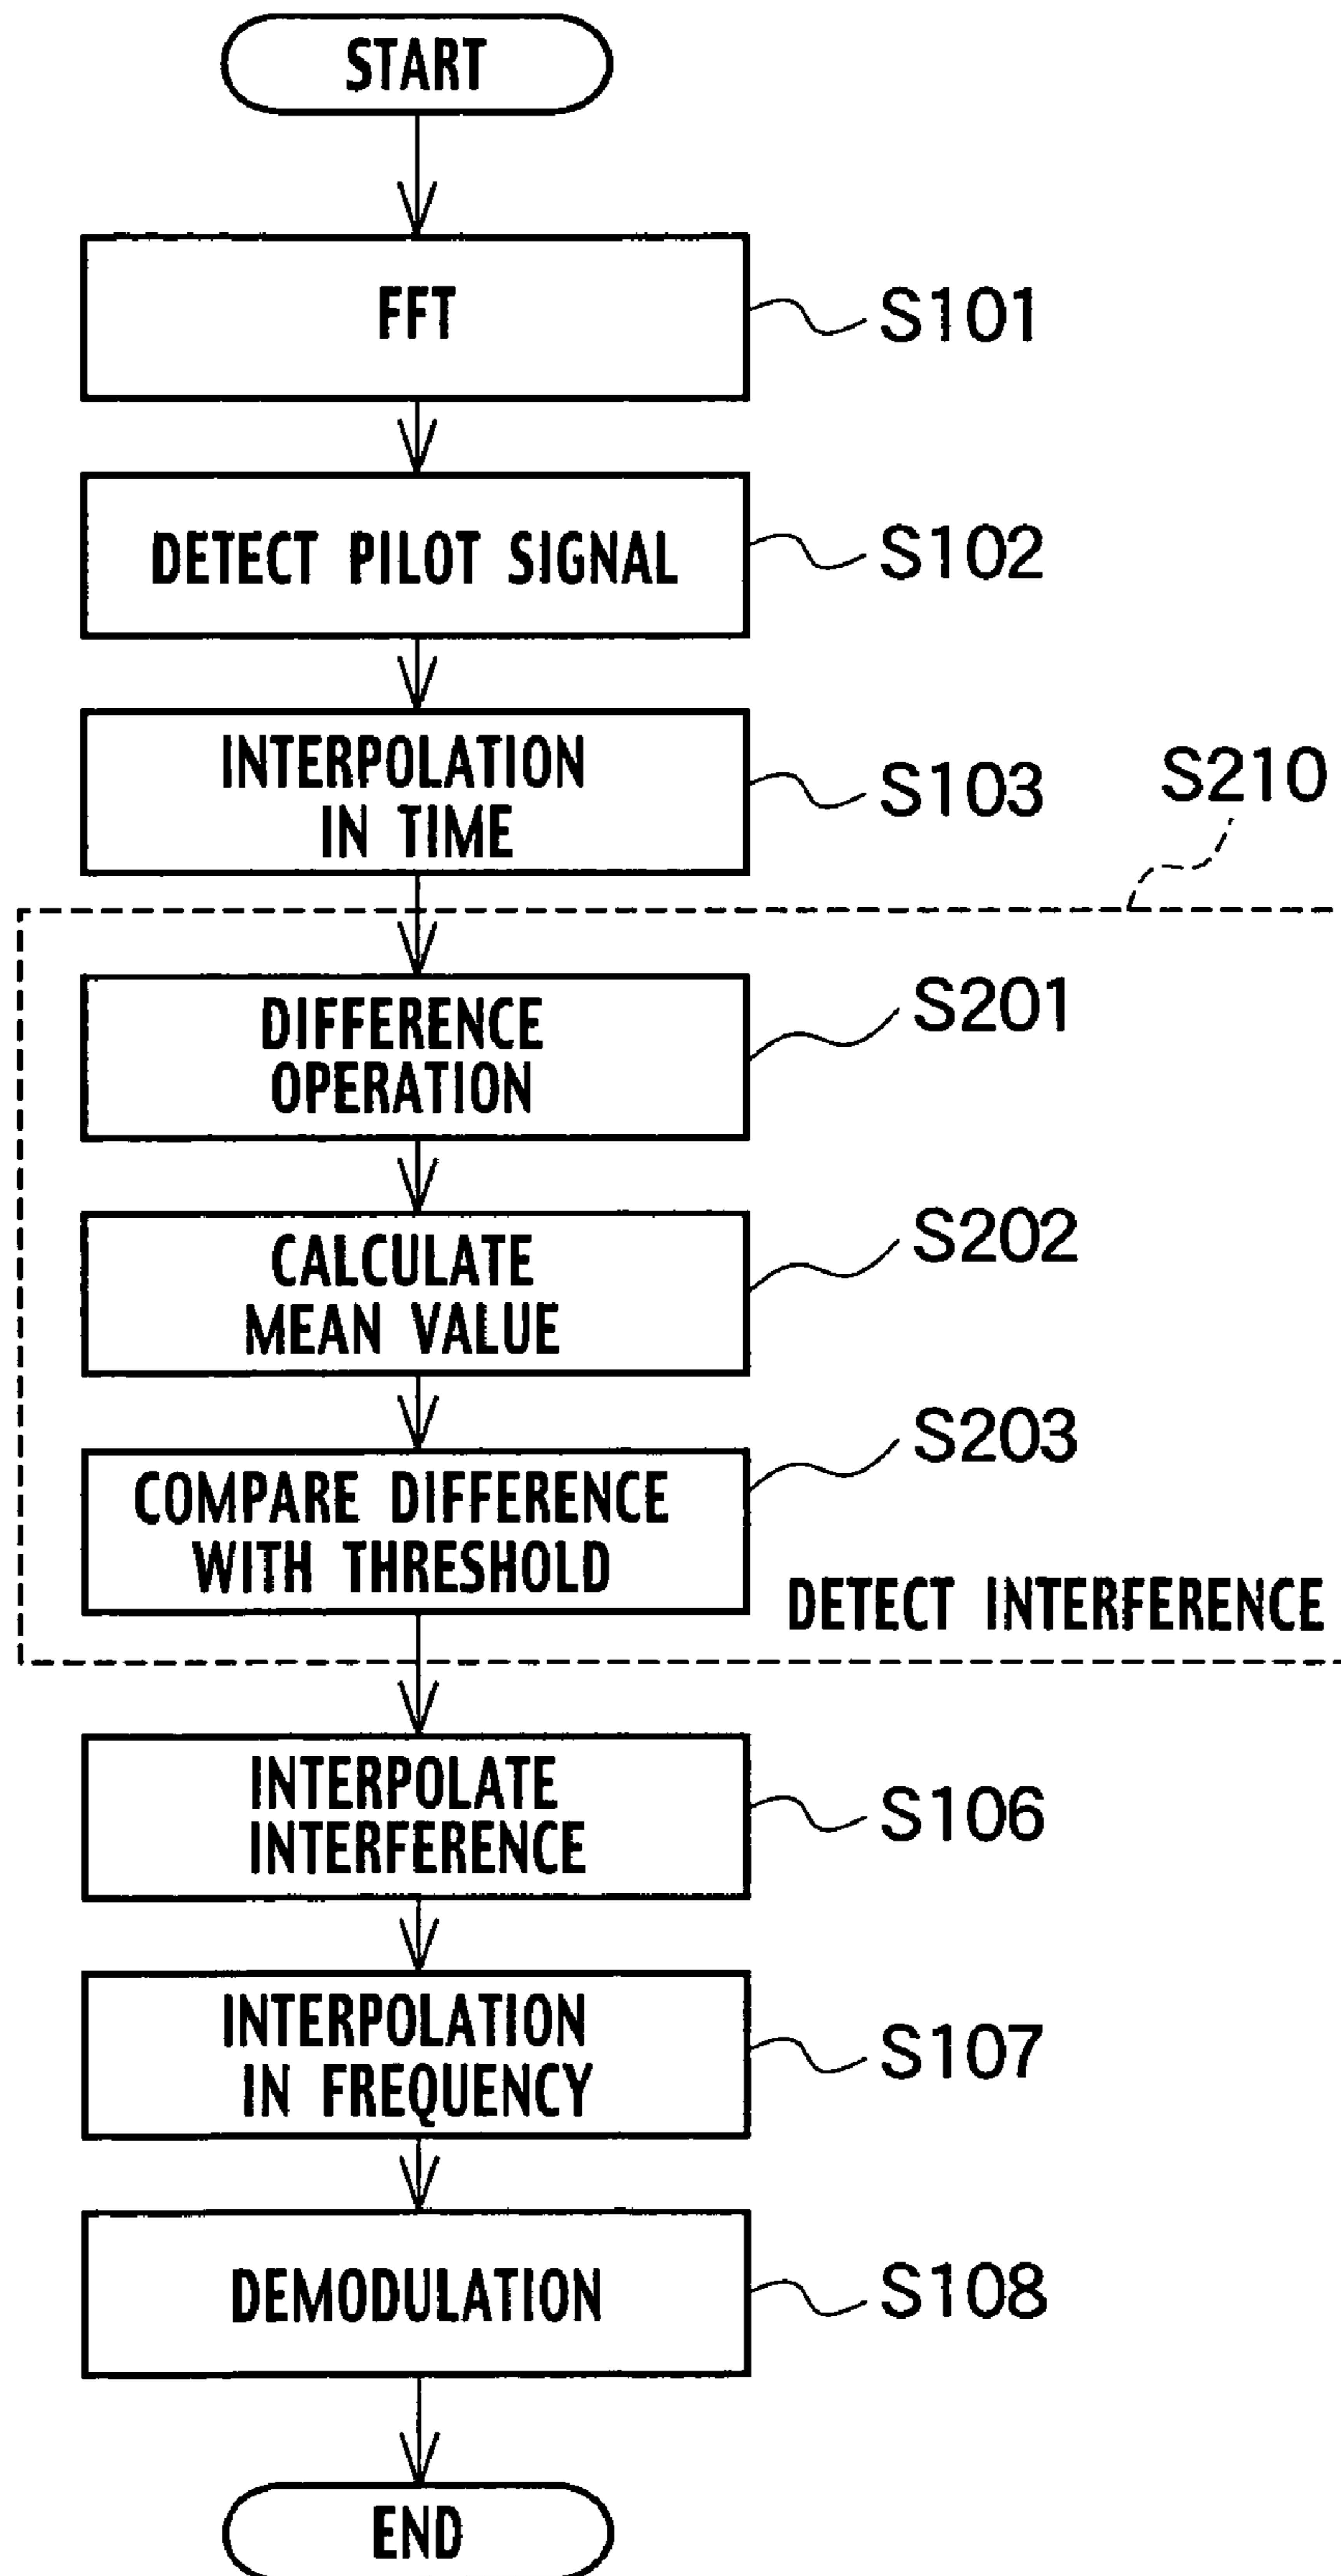 START
FFT
S101
DETECT PILOT SIGNAL
S102
INTERPOLATION
IN TIME
S103
S210
DIFFERENCE
OPERATION
S201
CALCULATE
MEAN VALUE
S202
COMPARE DIFFERENCE
WITH THRESHOLD
S203
DETECT INTERFERENCE
INTERPOLATE
INTERFERENCE
S106
INTERPOLATION
IN FREQUENCY
S107
DEMODULATION
S108
END